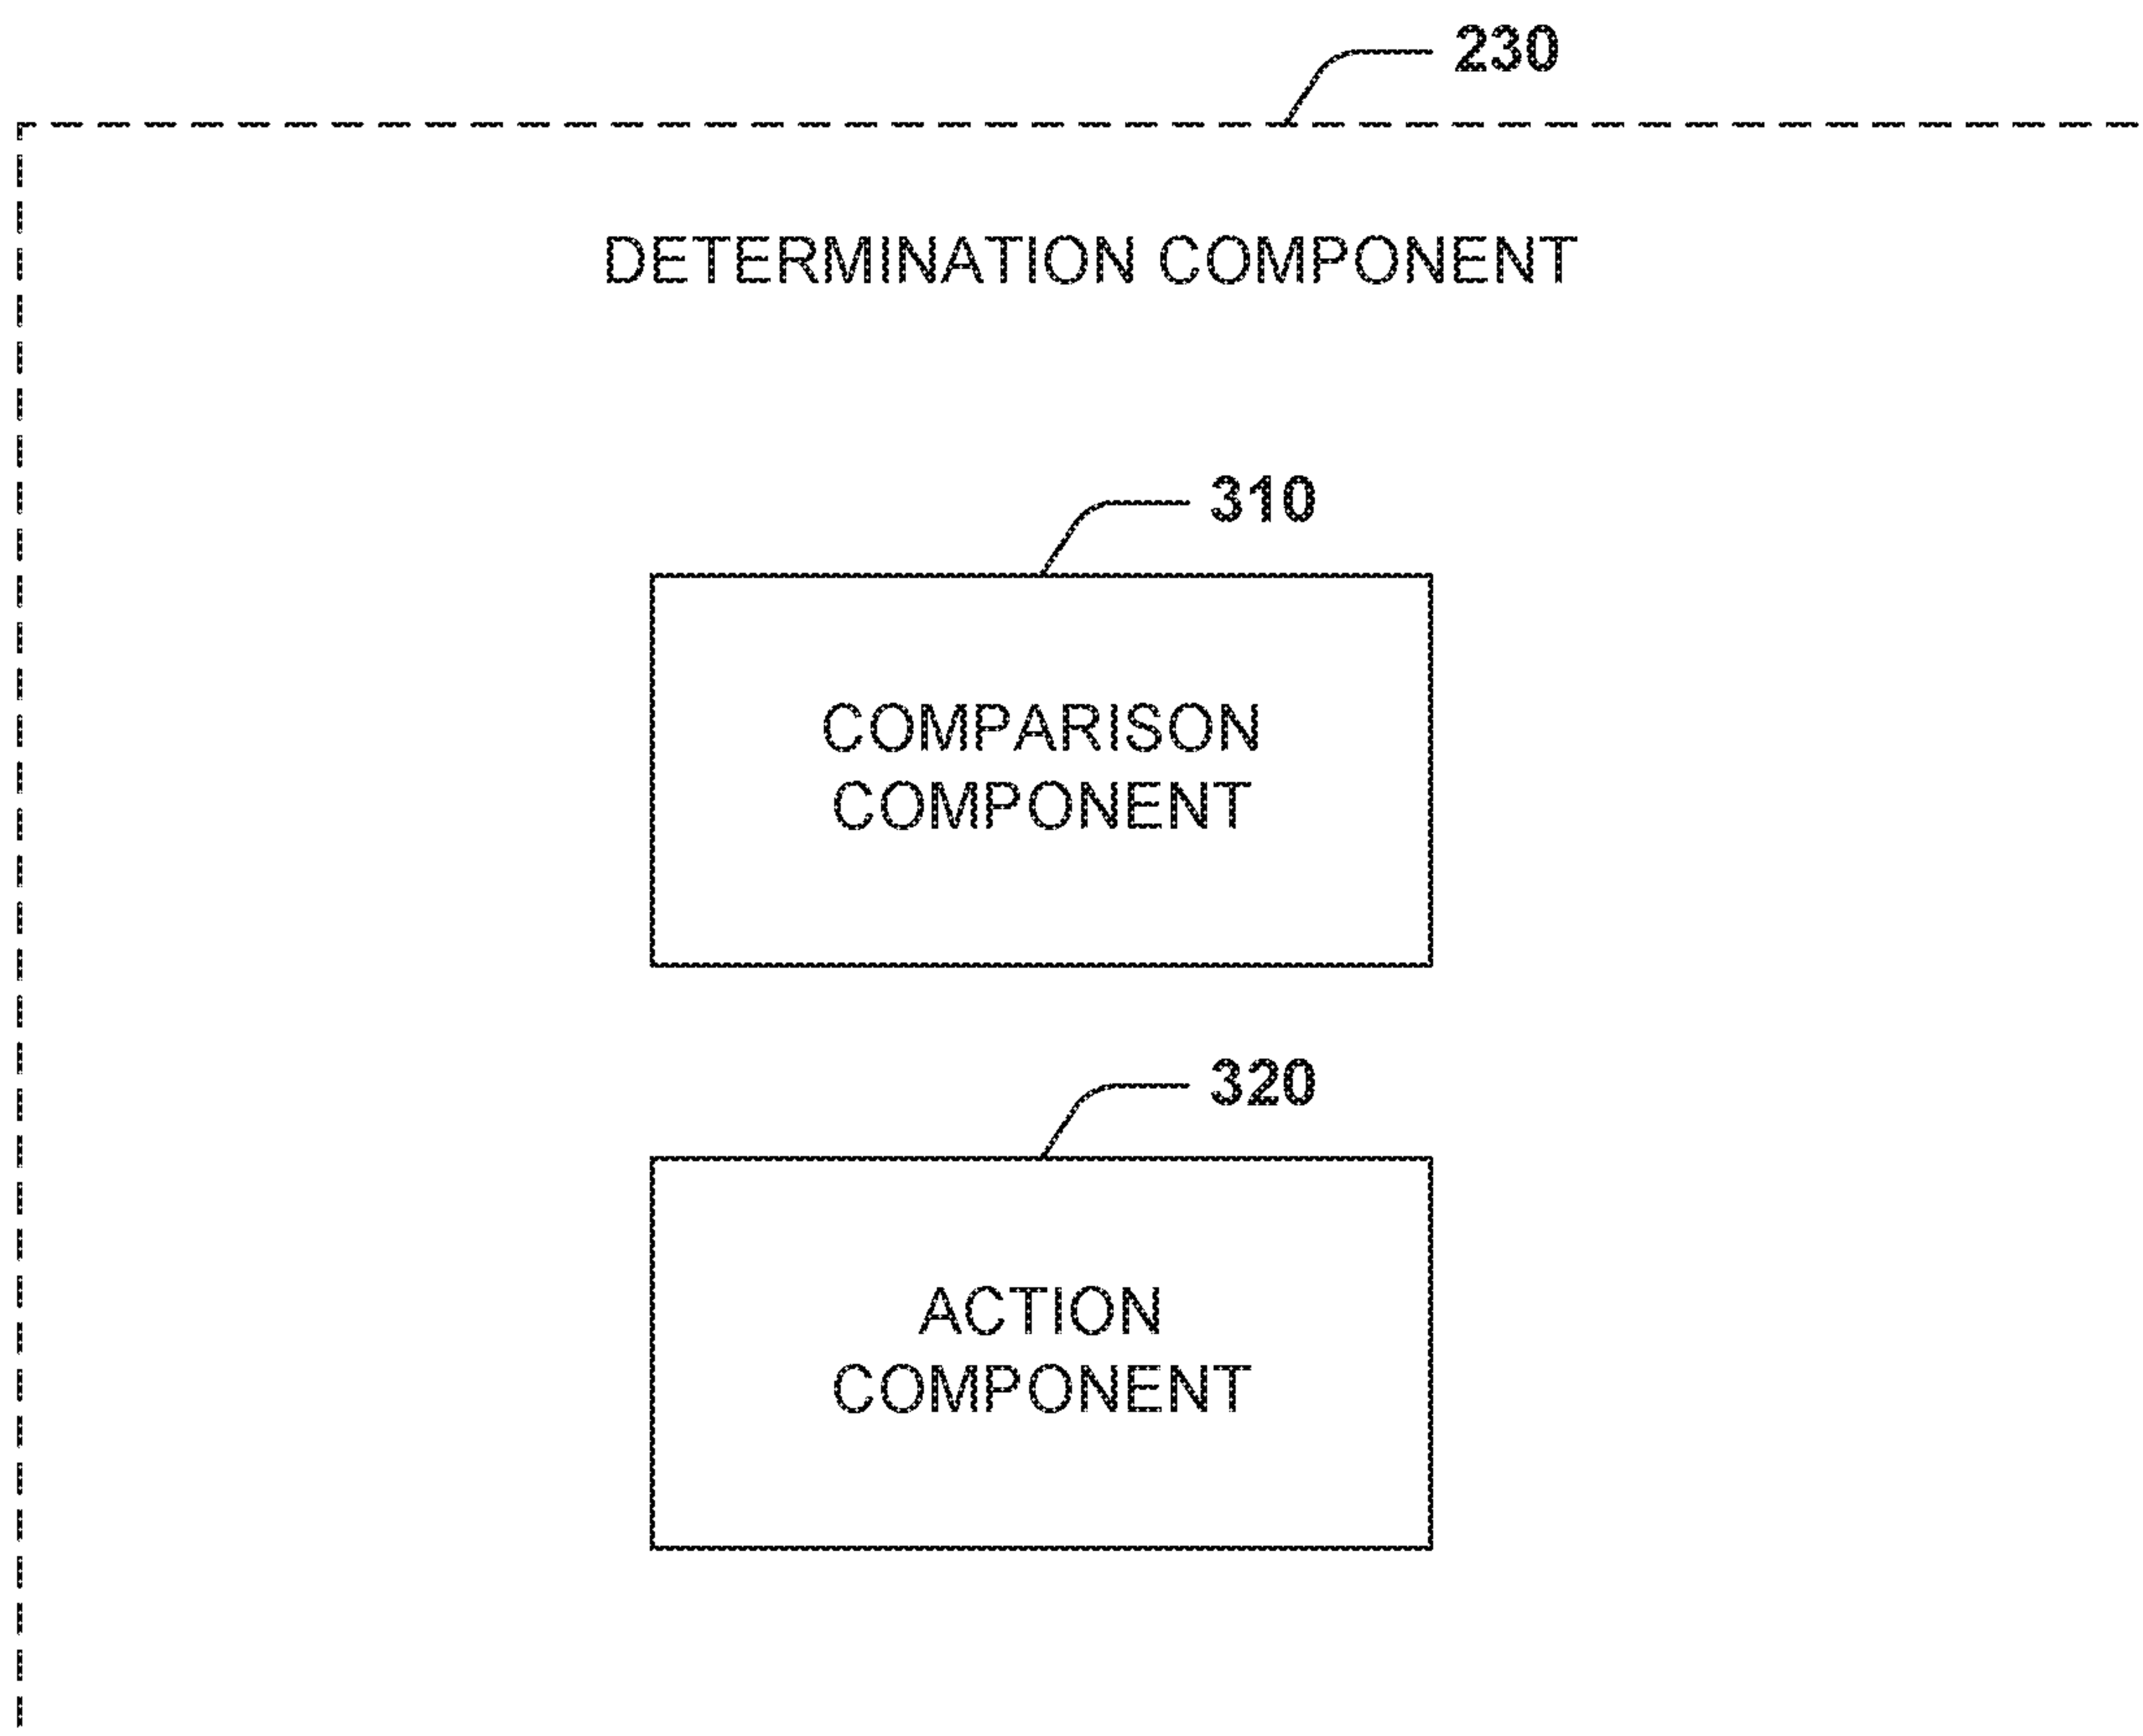 230
DETERMINATION COMPONENT
310
COMPARISON
COMPONENT
320
ACTION
COMPONENT